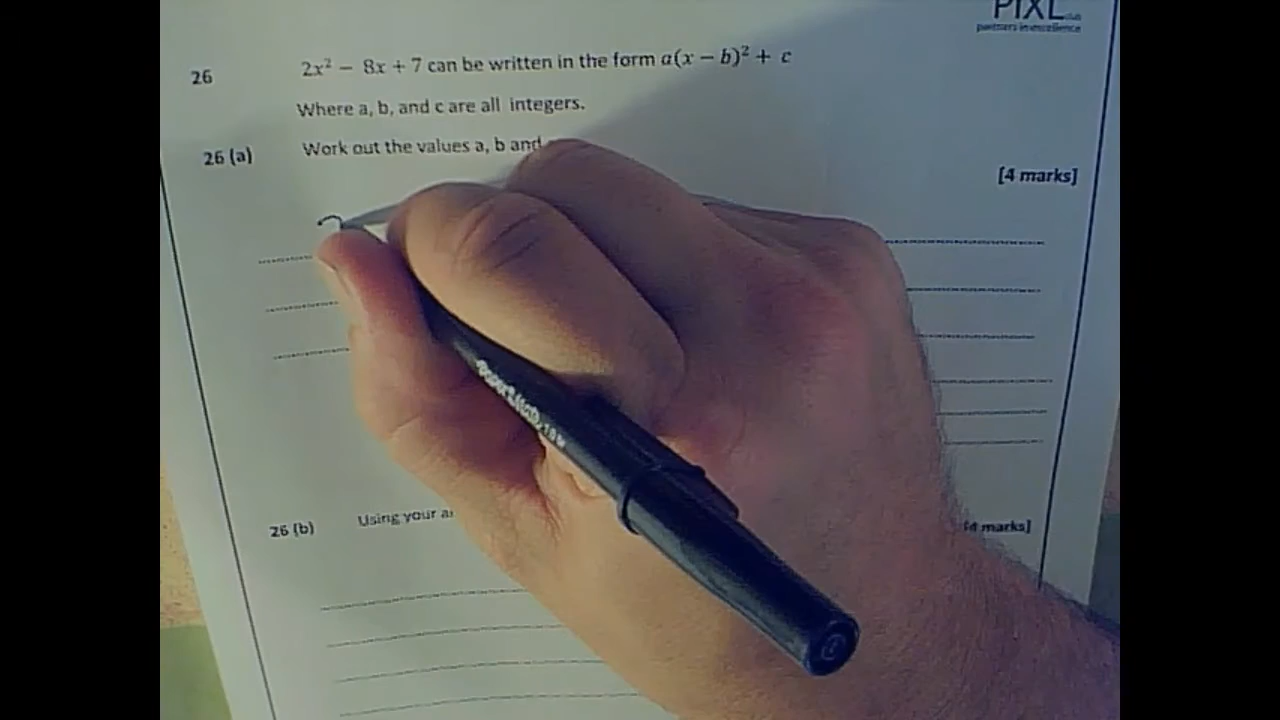 PIXL
partners in excellence
26 2x² − 8x + 7 can be written in the form a(x − b)² + c
Where a, b, and c are all integers.
26 (a) Work out the values a, b and
[4 marks]
26 (b) Using your
[4 marks]